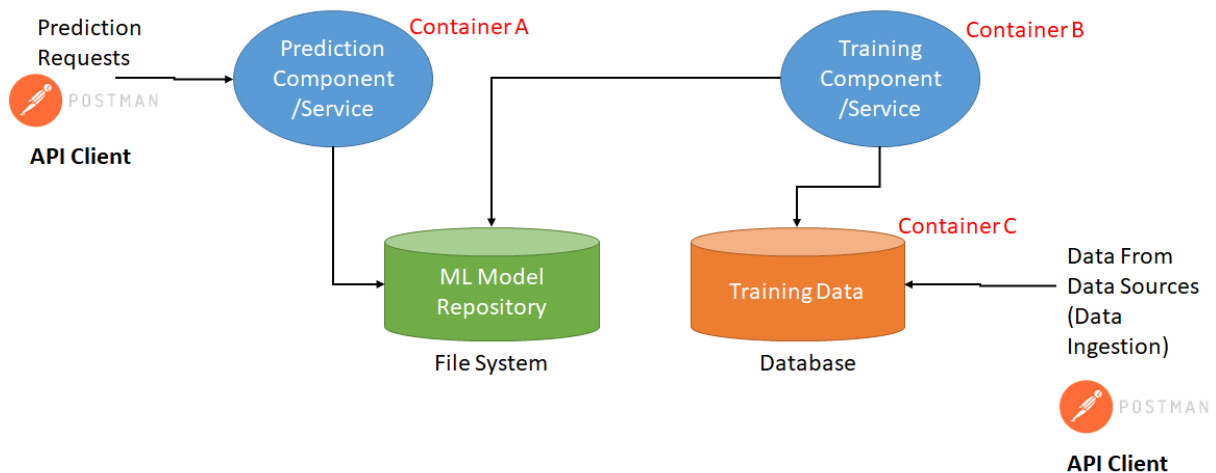 Prediction
Requests
POSTMAN
API Client
Container A
Prediction
Component
/Service
Container B
Training
Component
/Service
ML Model
Repository
File System
Container C
Training Data
Database
Data From
Data Sources
(Data
Ingestion)
POSTMAN
API Client